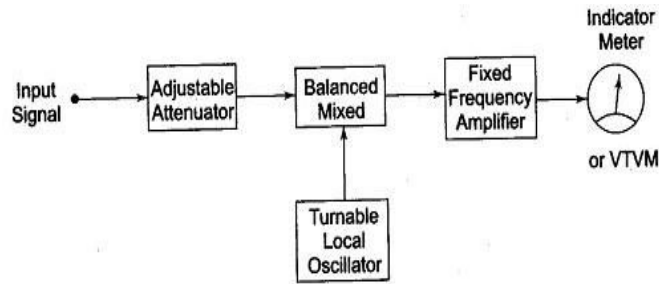 Input
Signal
Adjustable
Attenuator
Balanced
Mixed
Fixed
Frequency
Amplifier
Indicator
Meter
or VTVM
Turnable
Local
Oscillator